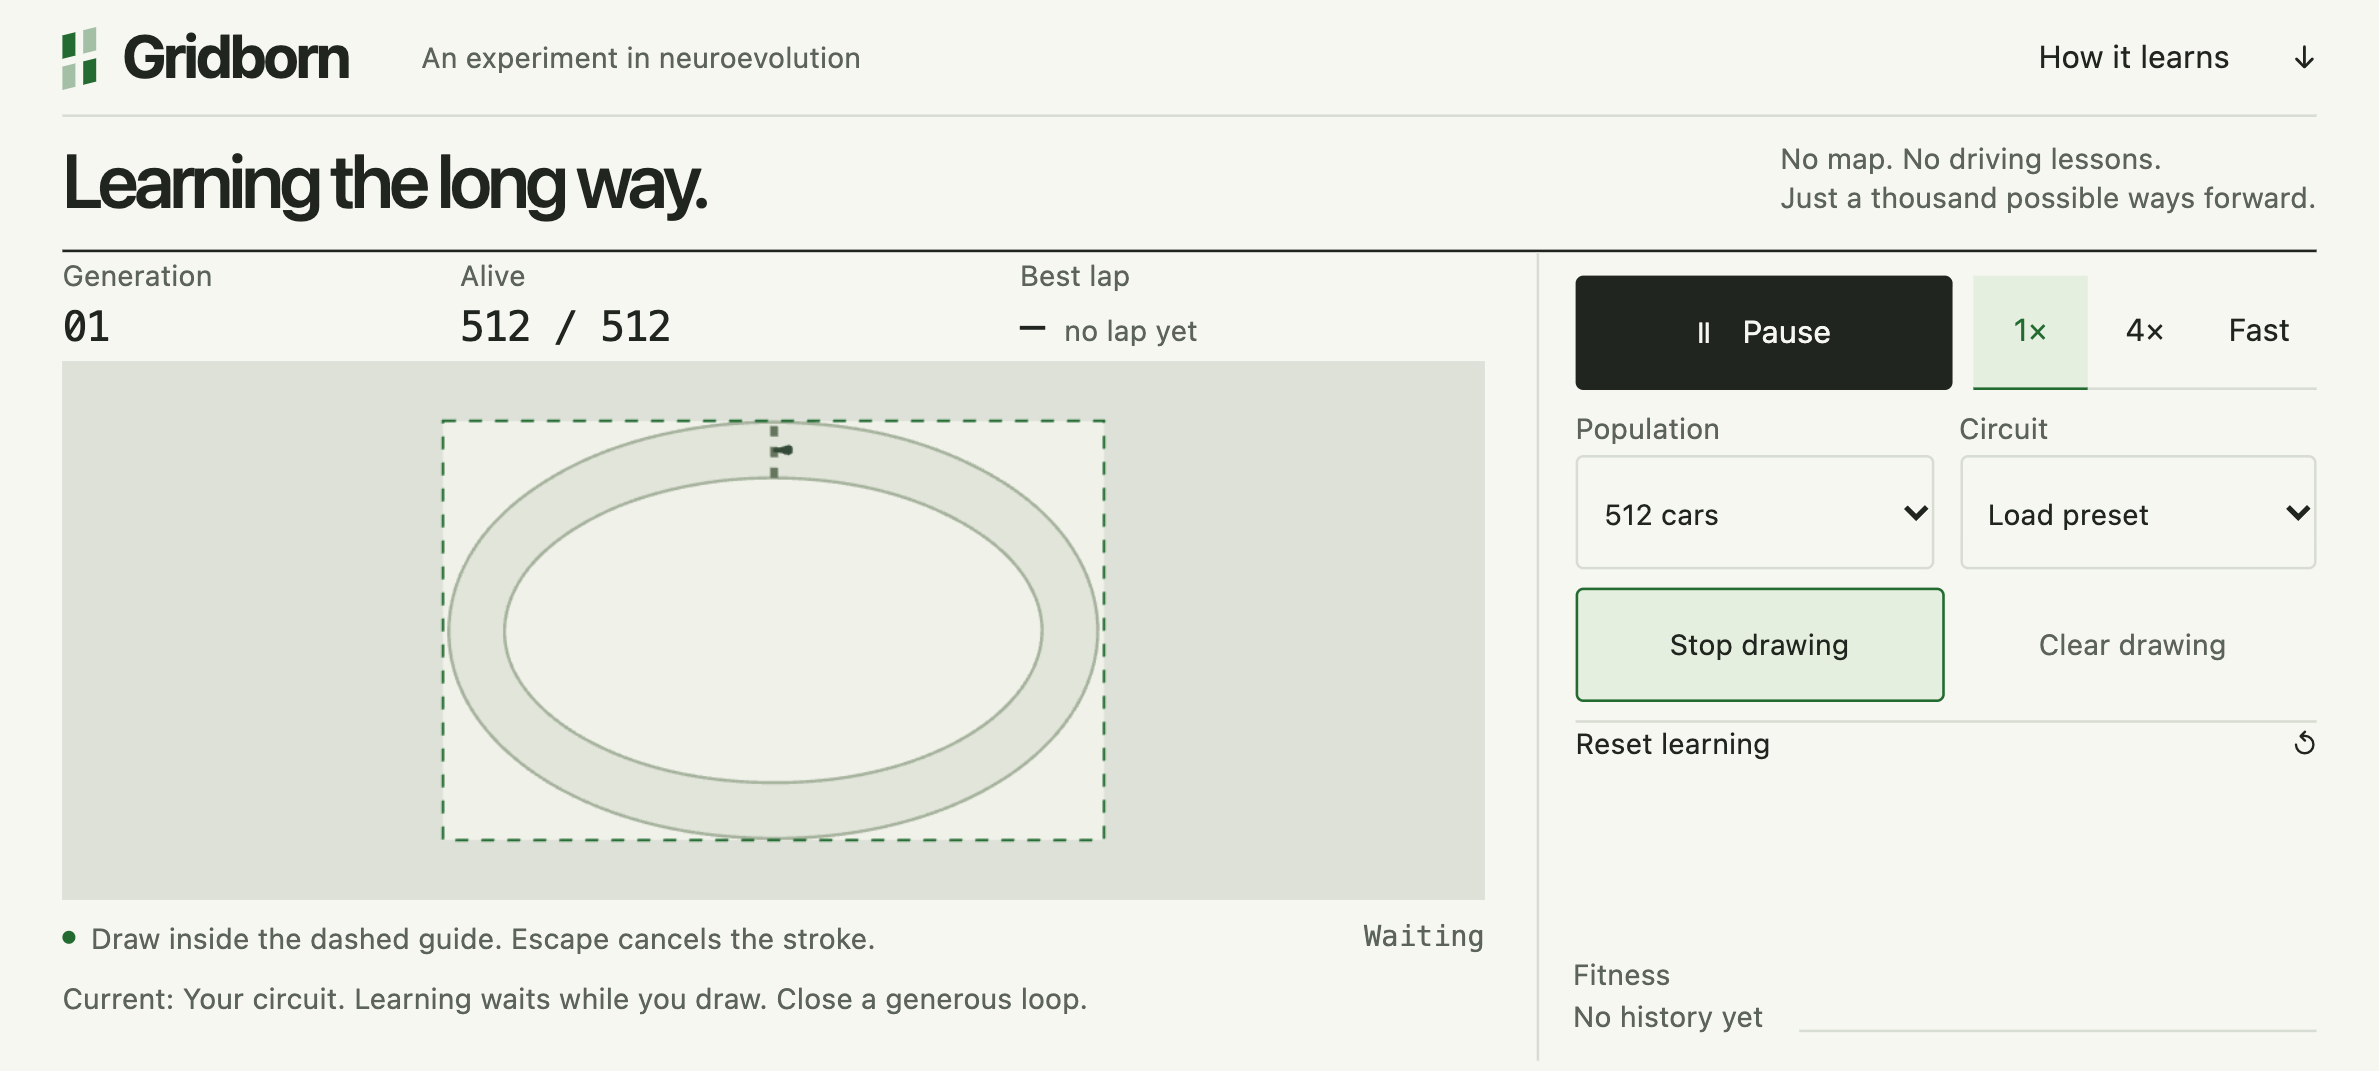 Gridborn
An experiment in neuroevolution
How it learns ↓
Learning the long way.
No map. No driving lessons.
Just a thousand possible ways forward.
Generation
01
Alive
512 / 512
Best lap
— no lap yet
Pause
1×
4×
Fast
Population
512 cars
Circuit
Load preset
Stop drawing
Clear drawing
Reset learning
Draw inside the dashed guide. Escape cancels the stroke.
Waiting
Current: Your circuit. Learning waits while you draw. Close a generous loop.
Fitness
No history yet